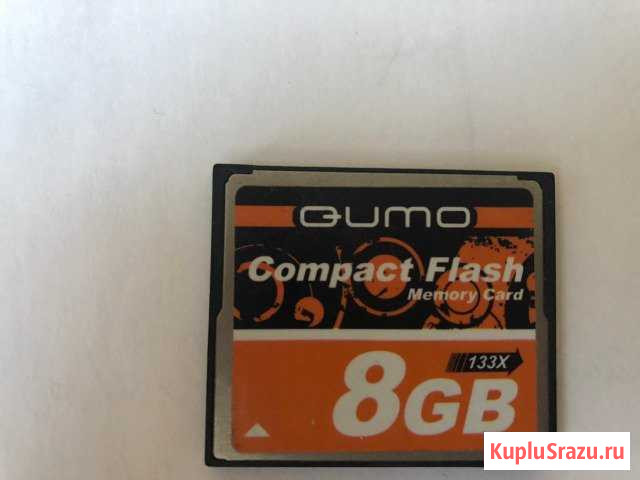 QUMO
Compact Flash
Memory Card
133X
8GB
KupluSrazu.ru